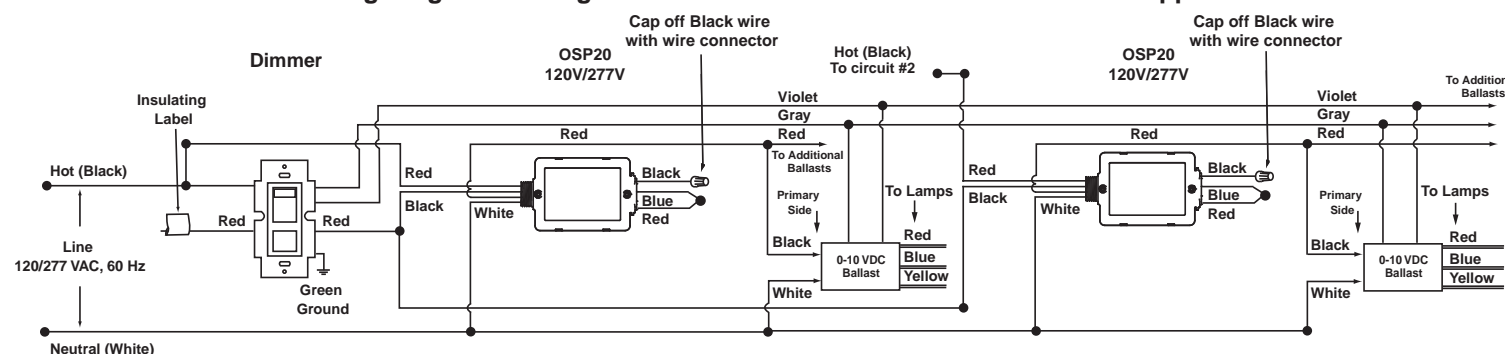 Cap off Black wire
with wire connector
OSP20
120V/277V
Dimmer
Hot (Black)
To circuit #2
Cap off Black wire
with wire connector
OSP20
120V/277V
Insulating
Label
Violet
Gray
Red
Red
To Additional
Ballasts
Violet
Gray
Red
Red
Ballasts
Hot (Black)
Red
Black
White
Black
Blue
Red
Primary
Side
To Lamps
Red
Black
White
Black
Blue
Red
Primary
Side
To Lamps
Red
Red
Line
120/277 VAC, 60 Hz
Green
Ground
Black
White
0-10 VDC
Ballast
Red
Blue
Yellow
Black
White
0-10 VDC
Ballast
Red
Blue
Yellow
Neutral (White)